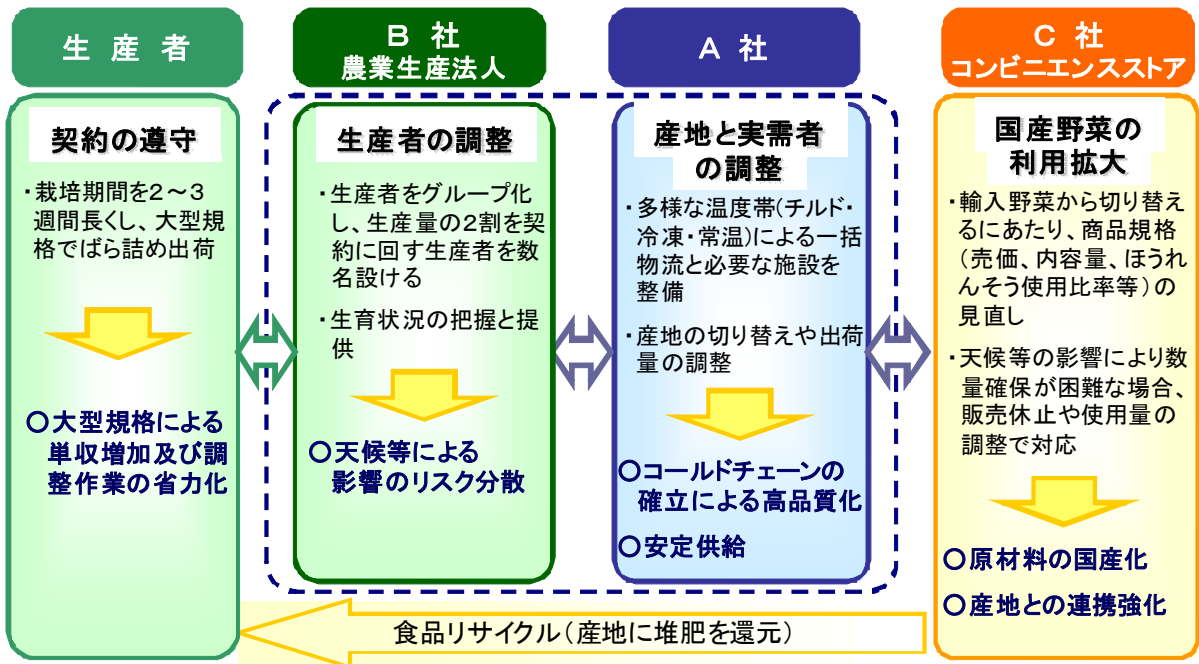 生 産 者
契約の遵守
・栽培期間を2～3
週間長くし、大型規
格でばら詰め出荷
○大型規格による
単収増加及び調
整作業の省力化
B 社
農業生産法人
生産者の調整
・生産者をグループ化
し、生産量の2割を契
約に回す生産者を数
名設ける
・生育状況の把握と提
供
○天候等による
影響のリスク分散
A 社
産地と実需者
の調整
・多様な温度帯(チルド・
冷凍・常温)による一括
物流と必要な施設を
整備
・産地の切り替えや出荷
量の調整
○コールドチェーンの
確立による高品質化
○安定供給
C 社
コンビニエンスストア
国産野菜の
利用拡大
・輸入野菜から切り替え
るにあたり、商品規格
(売価、内容量、ほうれ
んそう使用比率等)の
見直し
・天候等の影響により数
量確保が困難な場合、
販売休止や使用量の
調整で対応
○原材料の国産化
○産地との連携強化
食品リサイクル(産地に堆肥を還元)